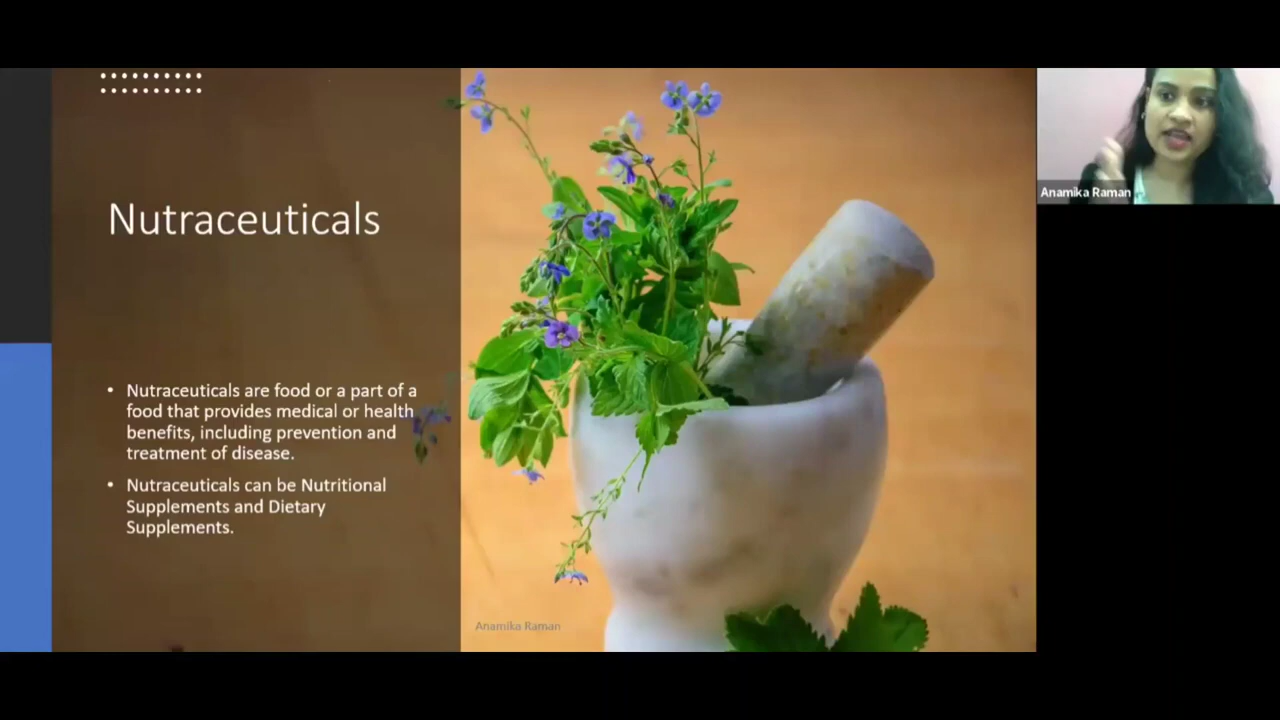 Nutraceuticals
• Nutraceuticals are food or a part of a
food that provides medical or health
benefits, including prevention and
treatment of disease.
• Nutraceuticals can be Nutritional
Supplements and Dietary
Supplements.
Anamika Raman
Anamika Raman